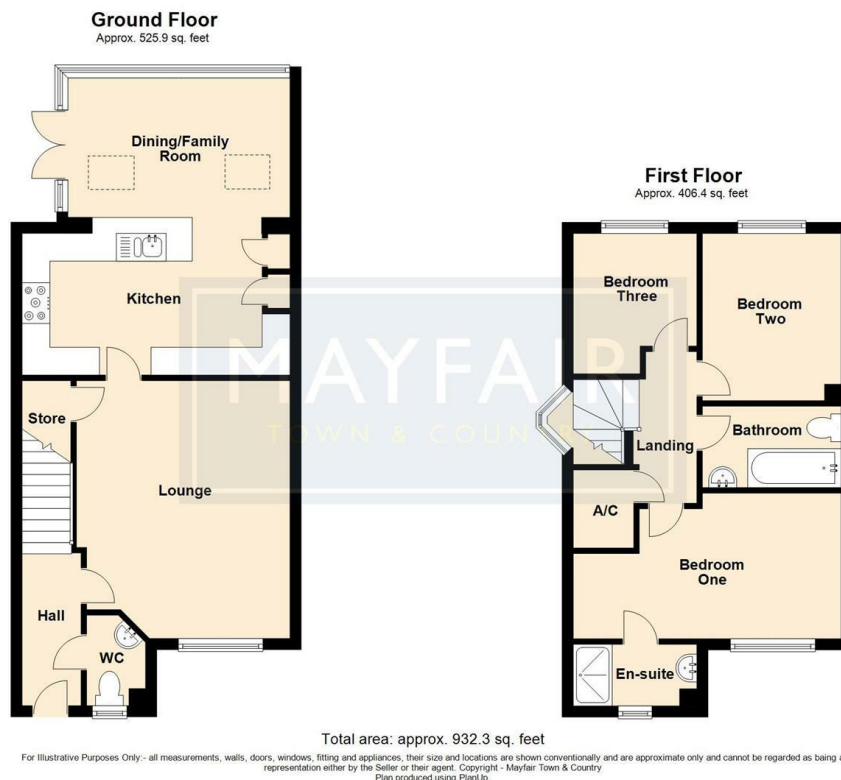 Ground Floor
Approx. 525.9 sq. feet
Dining/Family
Room
Kitchen
Store
Lounge
Hall
WC
First Floor
Approx. 406.4 sq. feet
Bedroom
Three
Bedroom
Two
Landing
Bathroom
A/C
Bedroom
One
En-suite
MAYFAIR
TOWN & COUNTRY
Total area: approx. 932.3 sq. feet
For Illustrative Purposes Only:- all measurements, walls, doors, windows, fitting and appliances, their size and locations are shown conventionally and are approximate only and cannot be regarded as being a
representation either by the Seller or their agent. Copyright - Mayfair Town & Country
Plan produced using PlanUp.